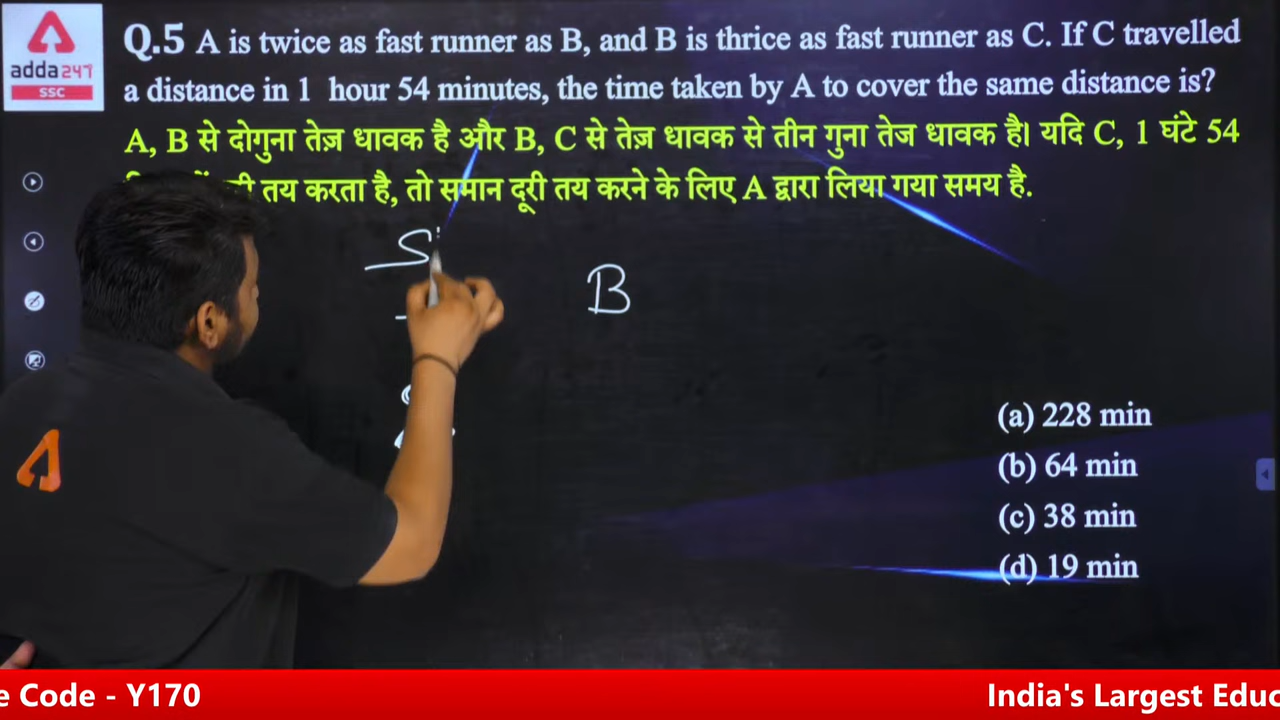 adda247
SSC
Q.5 A is twice as fast runner as B, and B is thrice as fast runner as C. If C travelled
a distance in 1 hour 54 minutes, the time taken by A to cover the same distance is?
A, B से दोगुना तेज़ धावक है और B, C से तेज़ धावक से तीन गुना तेज धावक है। यदि C, 1 घंटे 54
तय करता है, तो समान दूरी तय करने के लिए A द्वारा लिया गया समय है.
B
(a) 228 min
(b) 64 min
(c) 38 min
(d) 19 min
Code - Y170
India's Largest